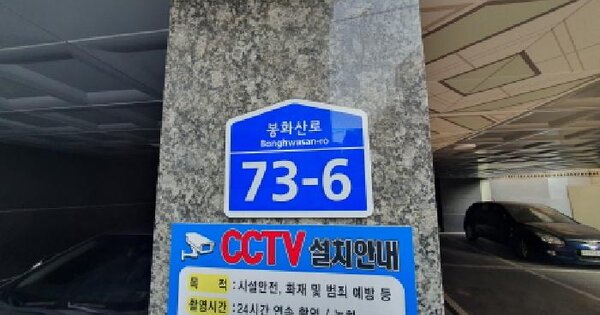 봉화산로
Bonghwasan-ro
73-6
CCTV 설치안내
목 적 : 시설안전, 화재 및 범죄 예방 등
촬영시간 : 24시간 연속 촬영 / 녹화